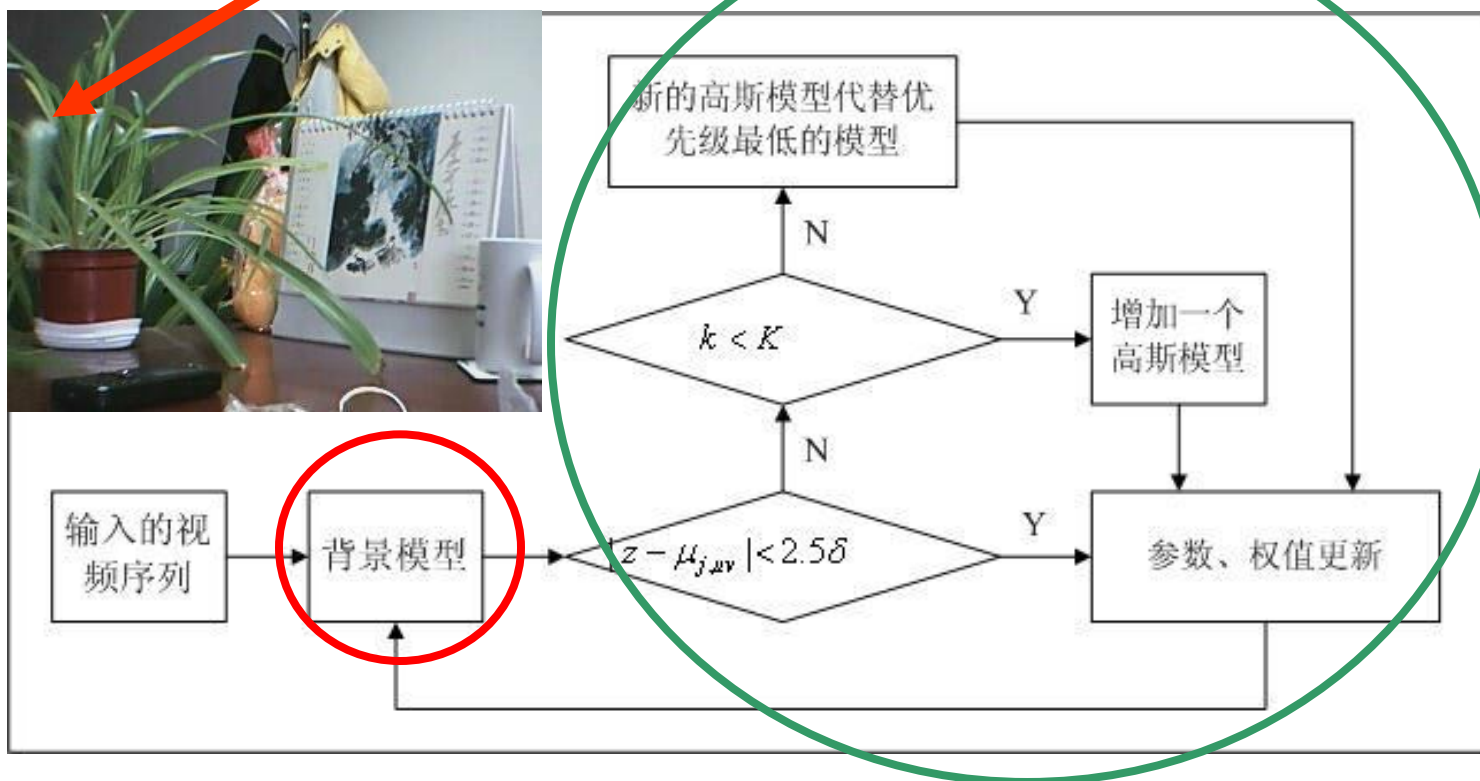 新的高斯模型代替优
先级最低的模型
N
k < K
Y
增加一个
高斯模型
N
输入的视
频序列
背景模型
|z − μ_{j,μν}| < 2.5δ
Y
参数、权值更新